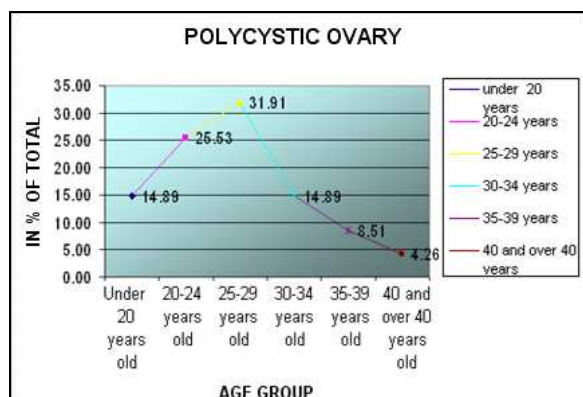 POLYCYSTIC OVARY
IN % OF TOTAL
35.00
30.00
25.00
20.00
15.00
10.00
5.00
0.00
14.89
25.53
31.91
14.89
8.51
4.26
Under 20 years old
20-24 years old
25-29 years old
30-34 years old
35-39 years old
40 and over 40 years old
AGE GROUP
under 20
years
20-24 years
25-29 years
30-34 years
35-39 years
40 and over 40
years